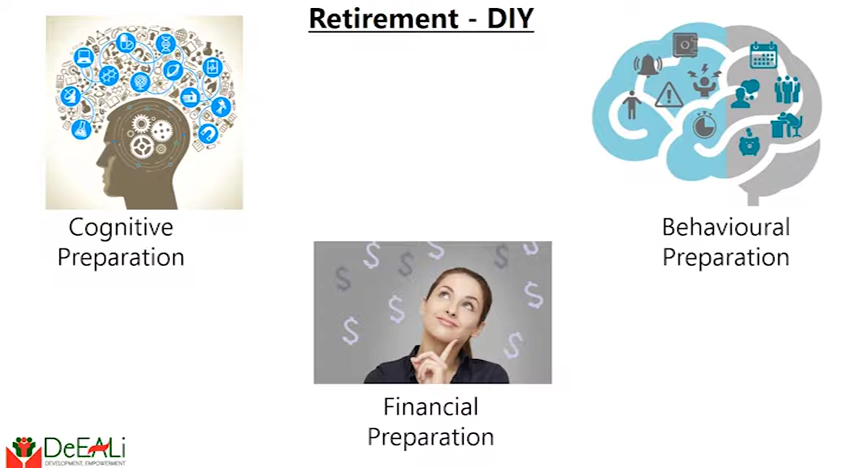 Retirement - DIY
Cognitive
Preparation
Behavioural
Preparation
Financial
Preparation
DeEALi
DEVELOPMENT, EMPOWERMENT